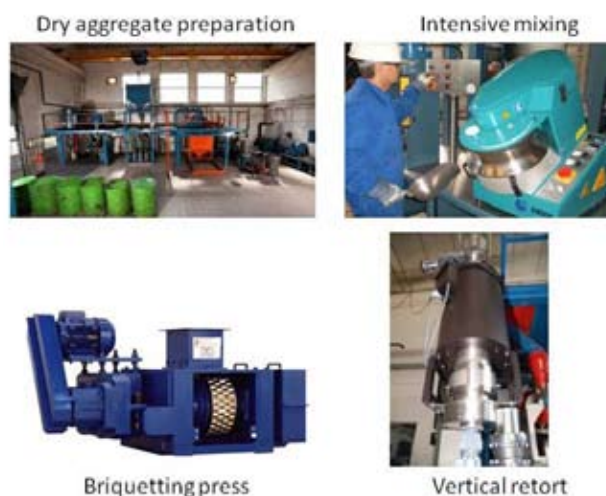 Dry aggregate preparation
Intensive mixing
Briquetting press
Vertical retort